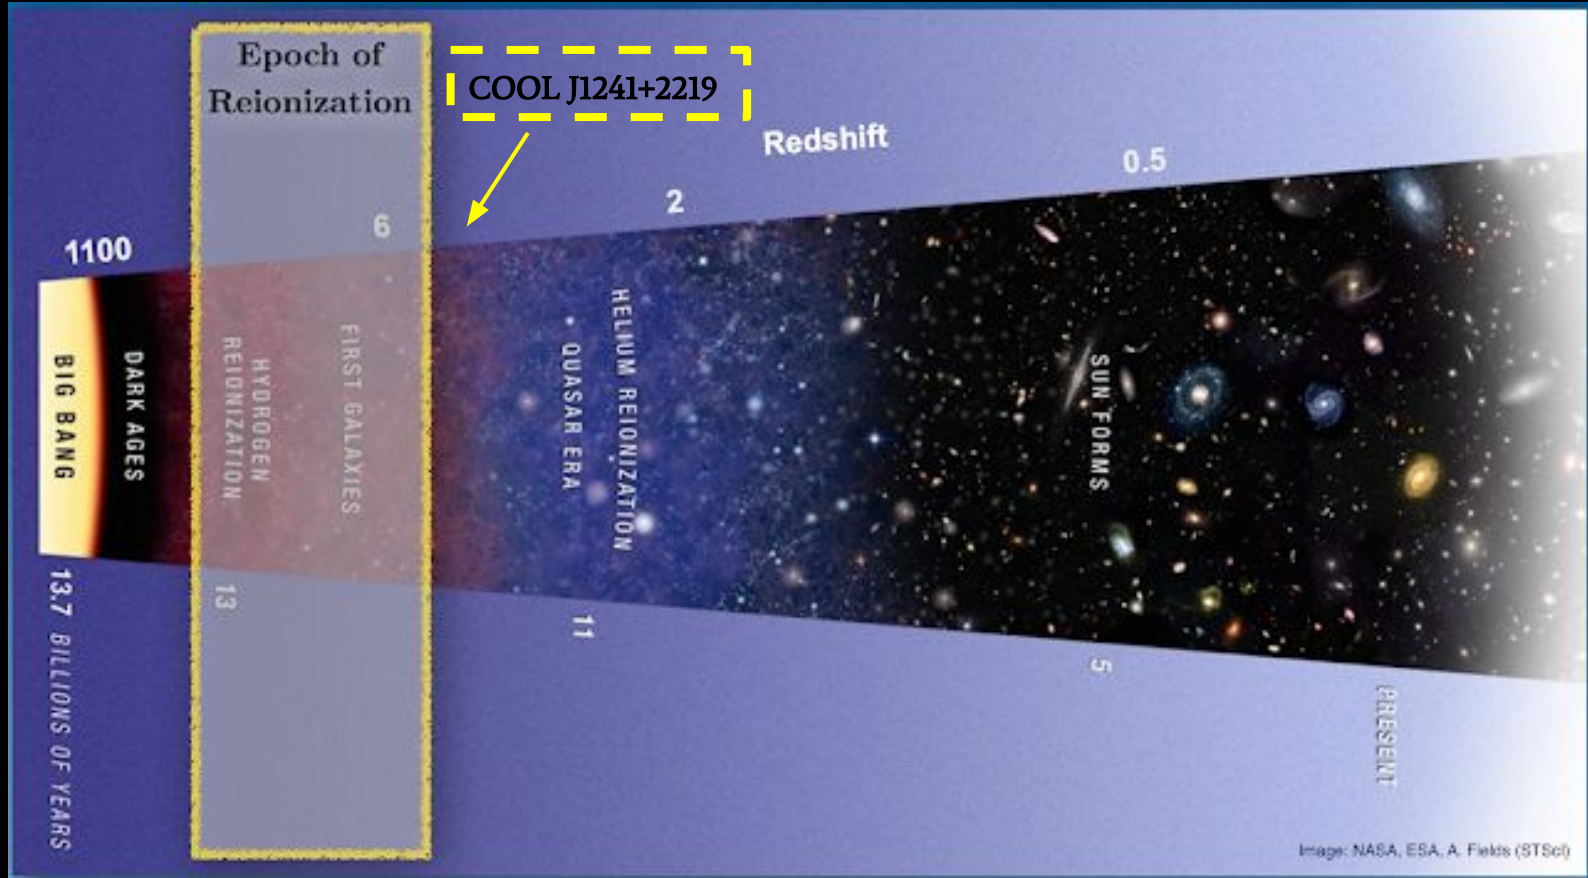 Epoch of
Reionization
COOL J1241+2219
Redshift
1100
6
2
0.5
BIG BANG
DARK AGES
HYDROGEN
REIONIZATION
FIRST GALAXIES
QUASAR ERA
HELIUM REIONIZATION
SUN FORMS
13.7 BILLIONS OF YEARS
13
11
5
PRESENT
Image: NASA, ESA, A. Fields (STScI)